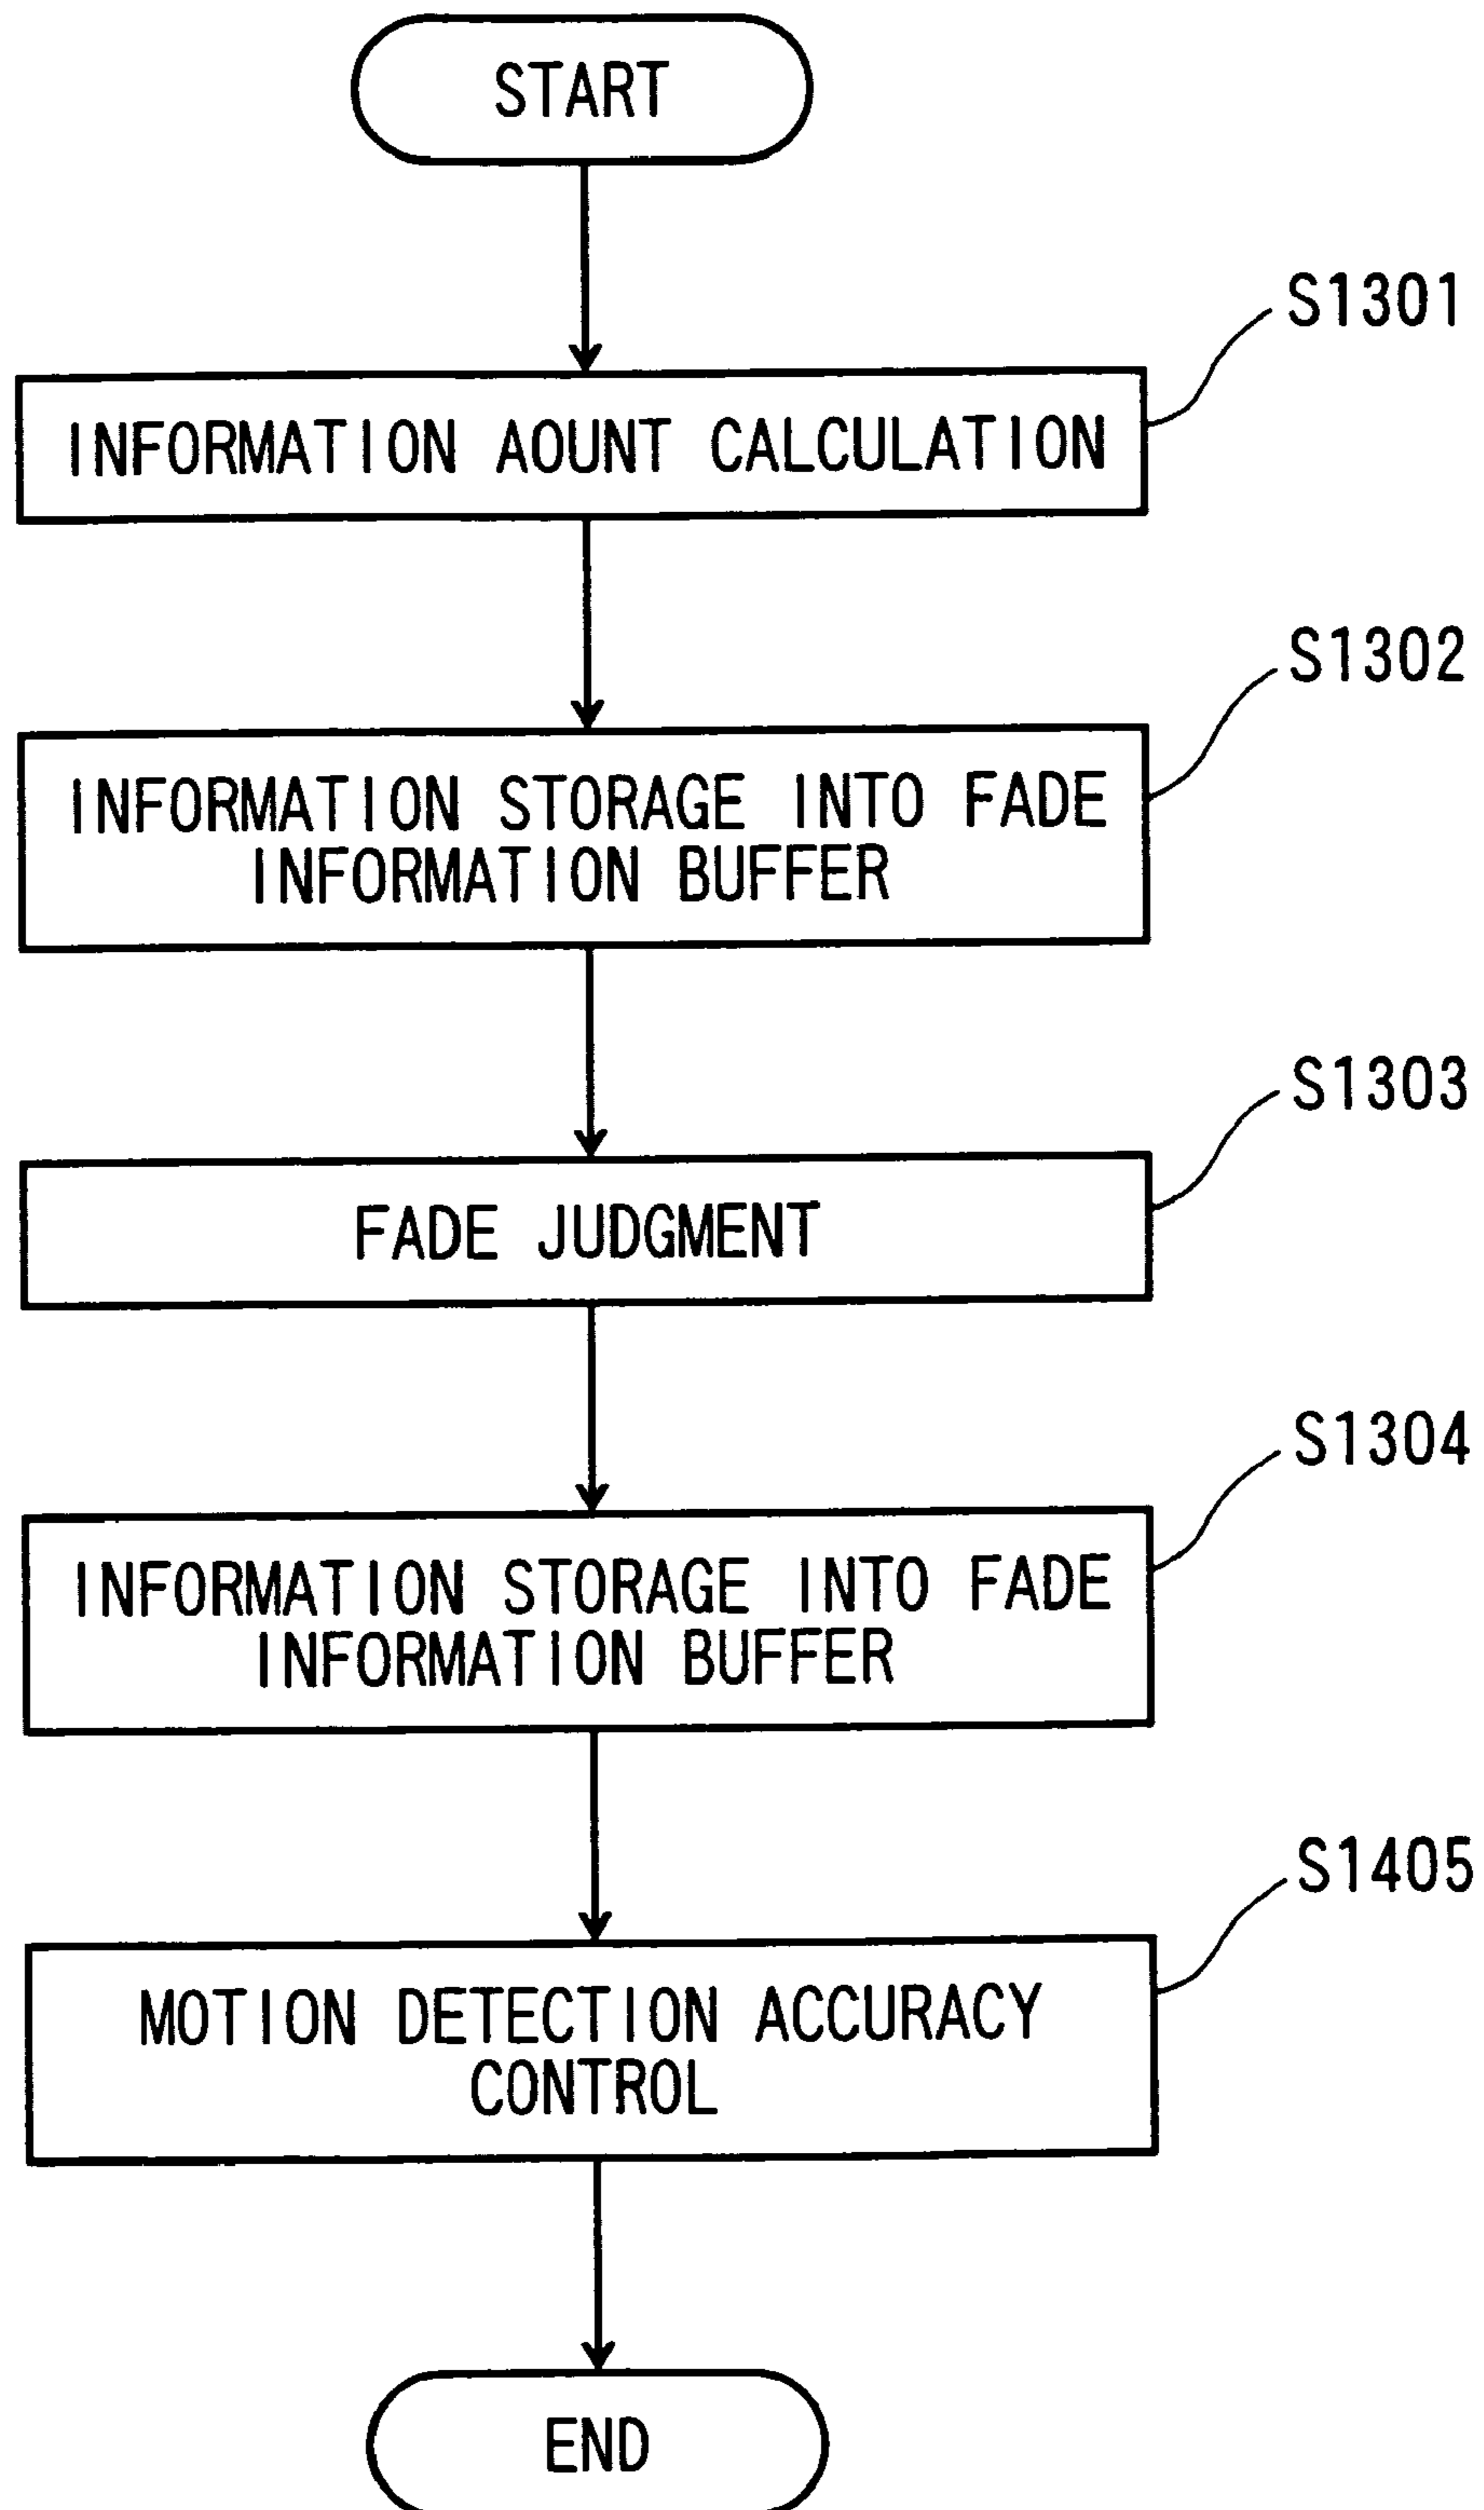 START
S1301
INFORMATION AOUNT CALCULATION
S1302
INFORMATION STORAGE INTO FADE
INFORMATION BUFFER
S1303
FADE JUDGMENT
S1304
INFORMATION STORAGE INTO FADE
INFORMATION BUFFER
S1405
MOTION DETECTION ACCURACY
CONTROL
END